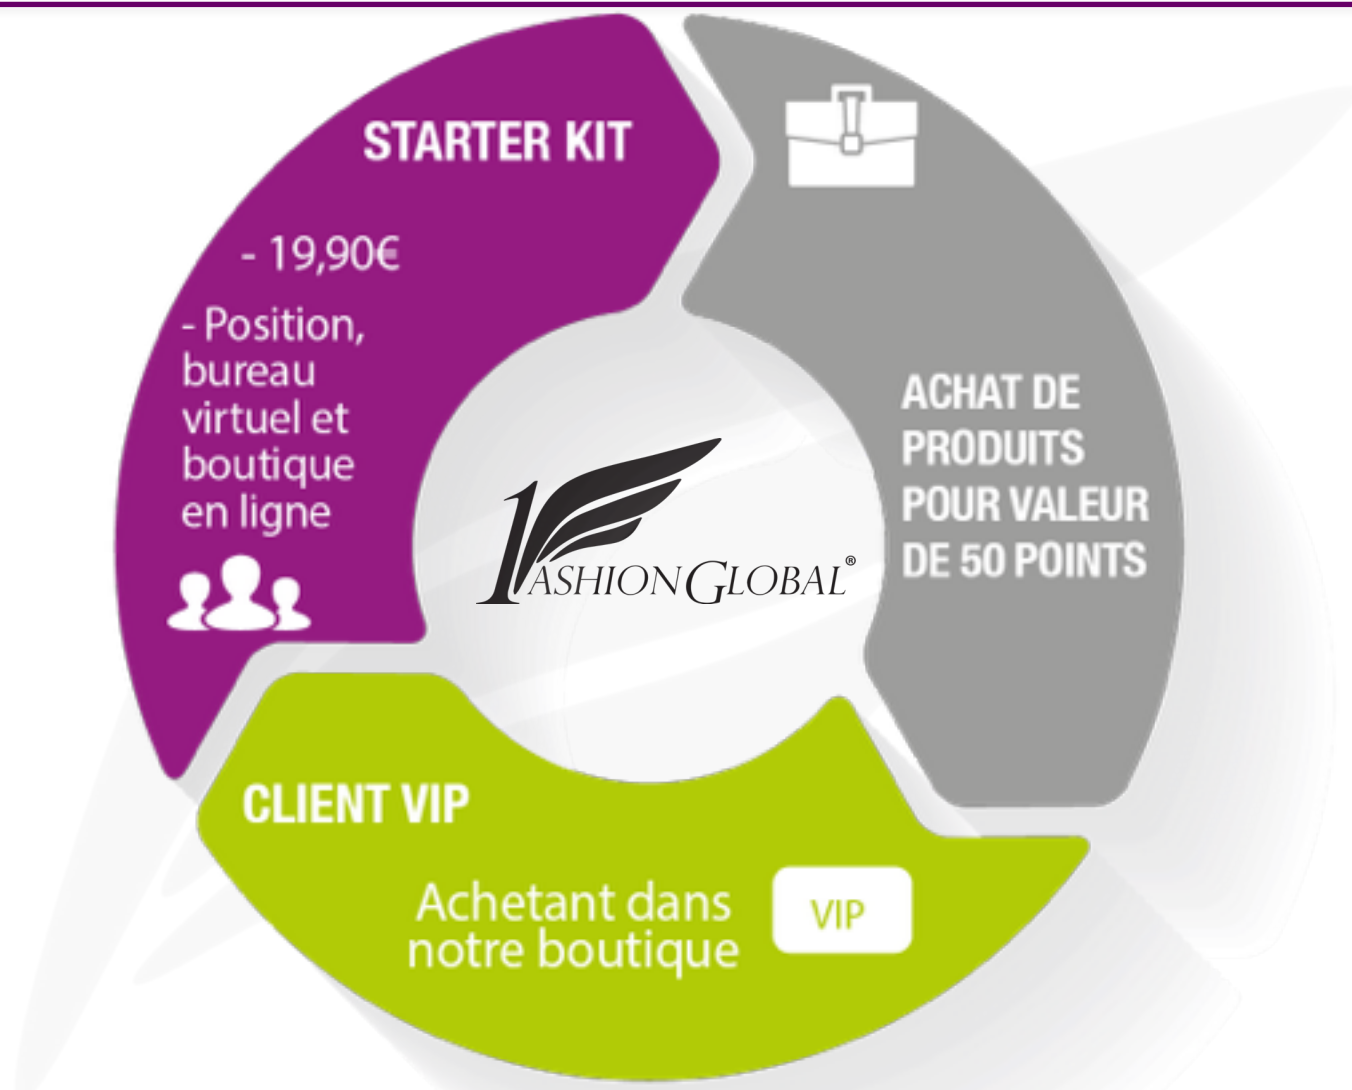 STARTER KIT
- 19,90€
- Position,
bureau
virtuel et
boutique
en ligne
ACHAT DE
PRODUITS
POUR VALEUR
DE 50 POINTS
1FASHION GLOBAL®
CLIENT VIP
Achetant dans
notre boutique
VIP